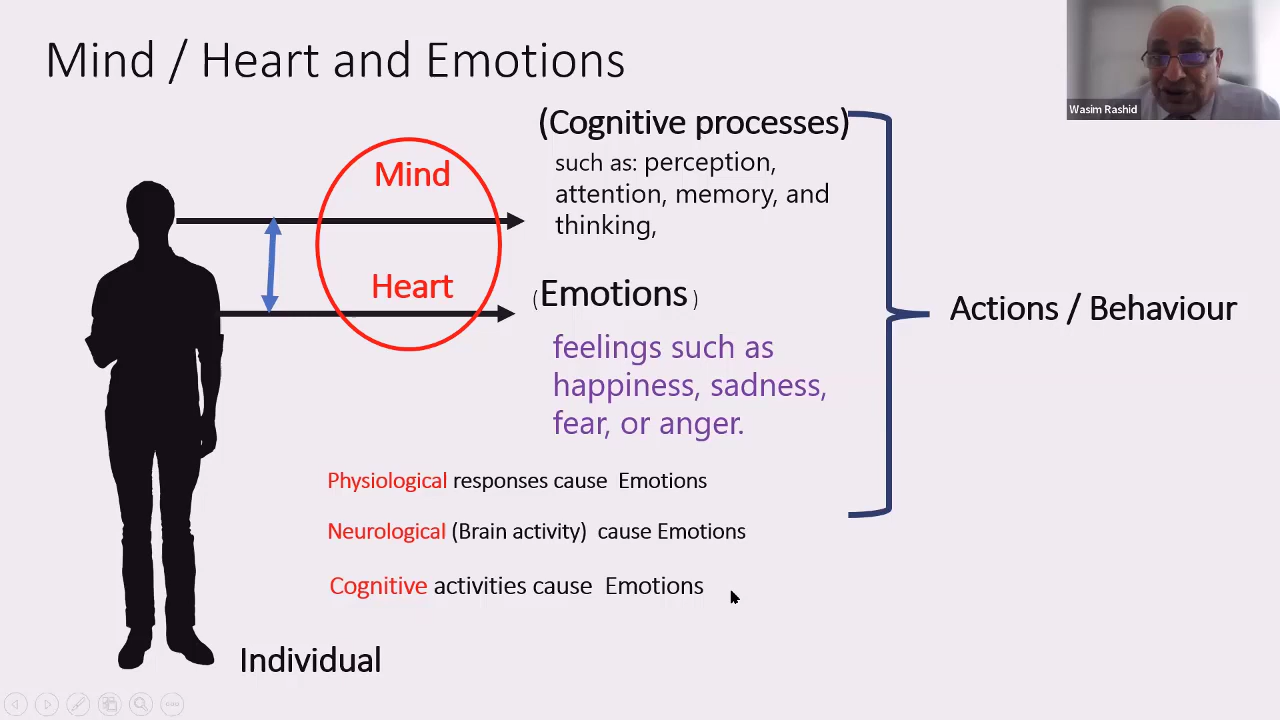 Mind / Heart and Emotions
Wasim Rashid
(Cognitive processes)
such as: perception,
attention, memory, and
thinking,
Mind
Heart
(Emotions )
feelings such as
happiness, sadness,
fear, or anger.
Actions / Behaviour
Physiological responses cause Emotions
Neurological (Brain activity) cause Emotions
Cognitive activities cause Emotions
Individual